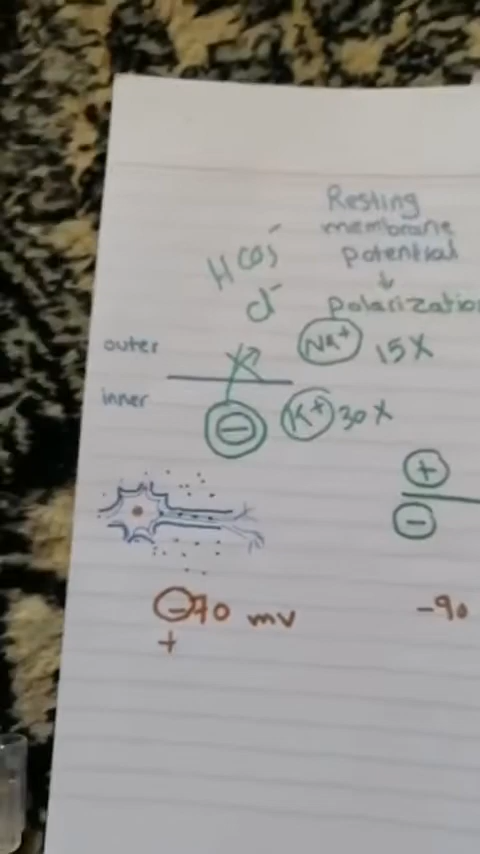 Resting
membrane
potential
↓
polarization
HCO3-
Cl-
outer
Na+ 15X
inner
- K+ 30X
+
-
-70 mv
+
-90